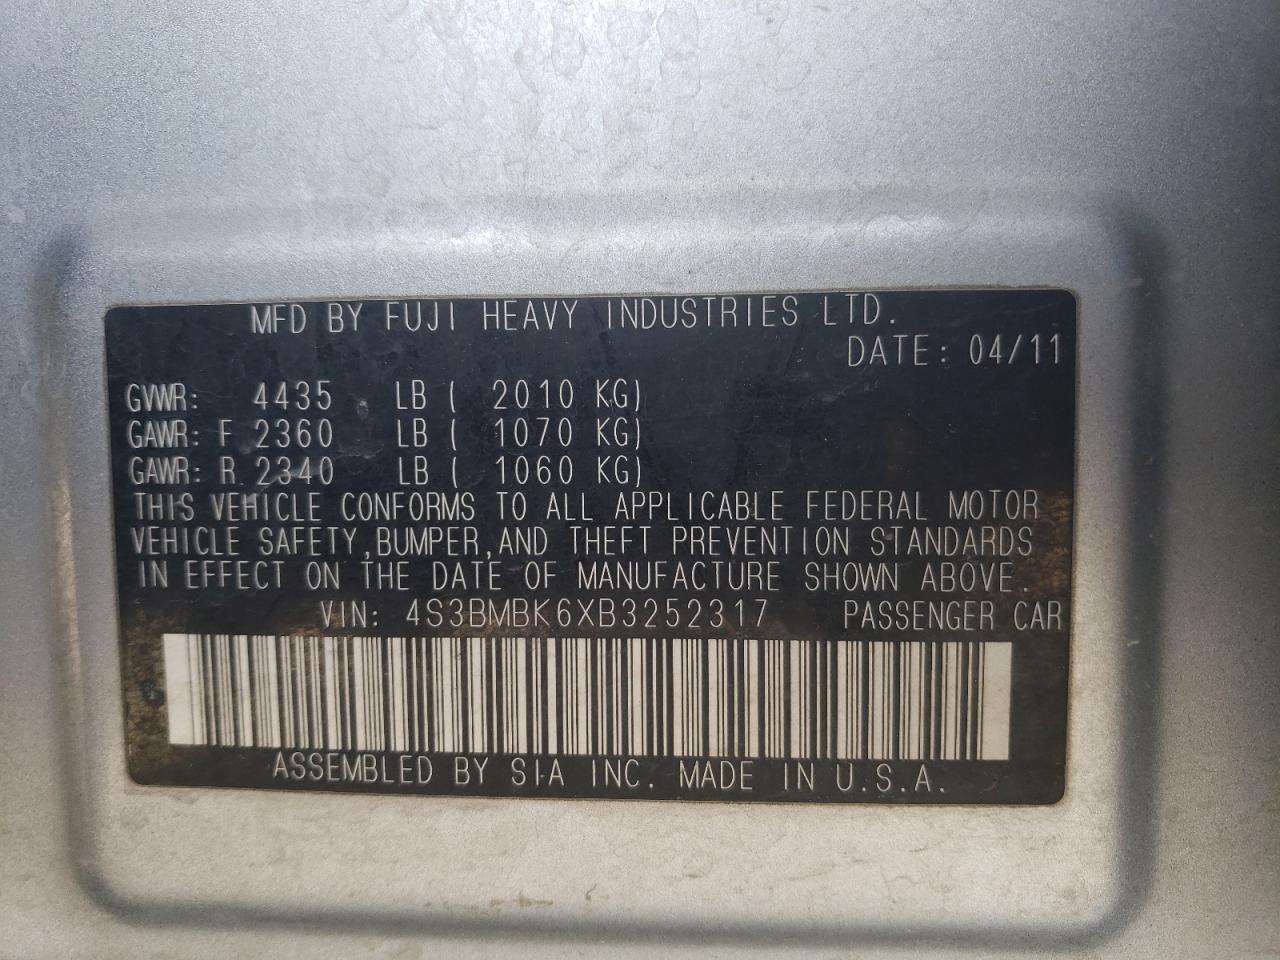 MFD BY FUJI HEAVY INDUSTRIES LTD.
DATE: 04/11
GVWR: 4435 LB ( 2010 KG)
GAWR: F 2360 LB ( 1070 KG)
GAWR: R 2340 LB ( 1060 KG)
THIS VEHICLE CONFORMS TO ALL APPLICABLE FEDERAL MOTOR
VEHICLE SAFETY,BUMPER,AND THEFT PREVENTION STANDARDS
IN EFFECT ON THE DATE OF MANUFACTURE SHOWN ABOVE.
VIN: 4S3BMBK6XB3252317 PASSENGER CAR
ASSEMBLED BY SIA INC. MADE IN U.S.A.